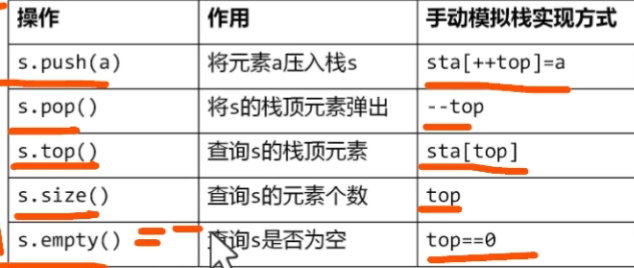 操作 作用 手动模拟栈实现方式
s.push(a) 将元素a压入栈s sta[++top]=a
s.pop() 将s的栈顶元素弹出 --top
s.top() 查询s的栈顶元素 sta[top]
s.size() 查询s的元素个数 top
s.empty() 查询s是否为空 top==0